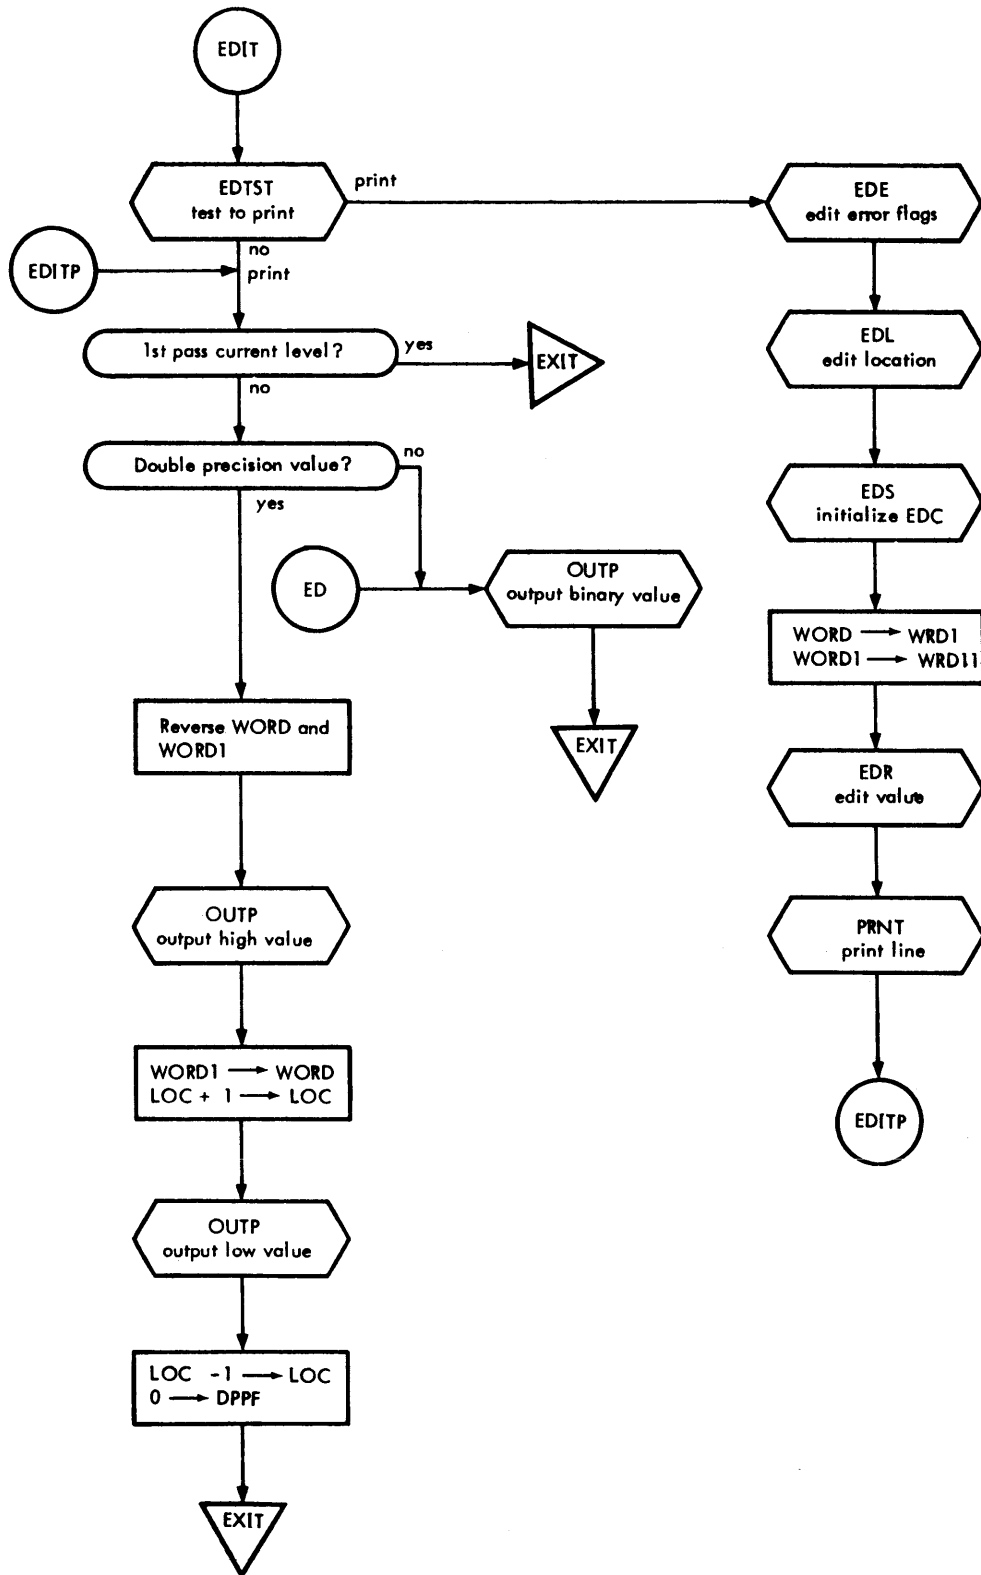 EDIT
EDTST
test to print
print
no
print
EDITP
1st pass current level?
yes
EXIT
no
Double precision value?
no
yes
ED
OUTP
output binary value
EXIT
Reverse WORD and
WORD1
OUTP
output high value
WORD1 → WORD
LOC + 1 → LOC
OUTP
output low value
LOC -1 → LOC
0 → DPPF
EXIT
EDE
edit error flags
EDL
edit location
EDS
initialize EDC
WORD → WRD1
WORD1 → WRD11
EDR
edit value
PRNT
print line
EDITP